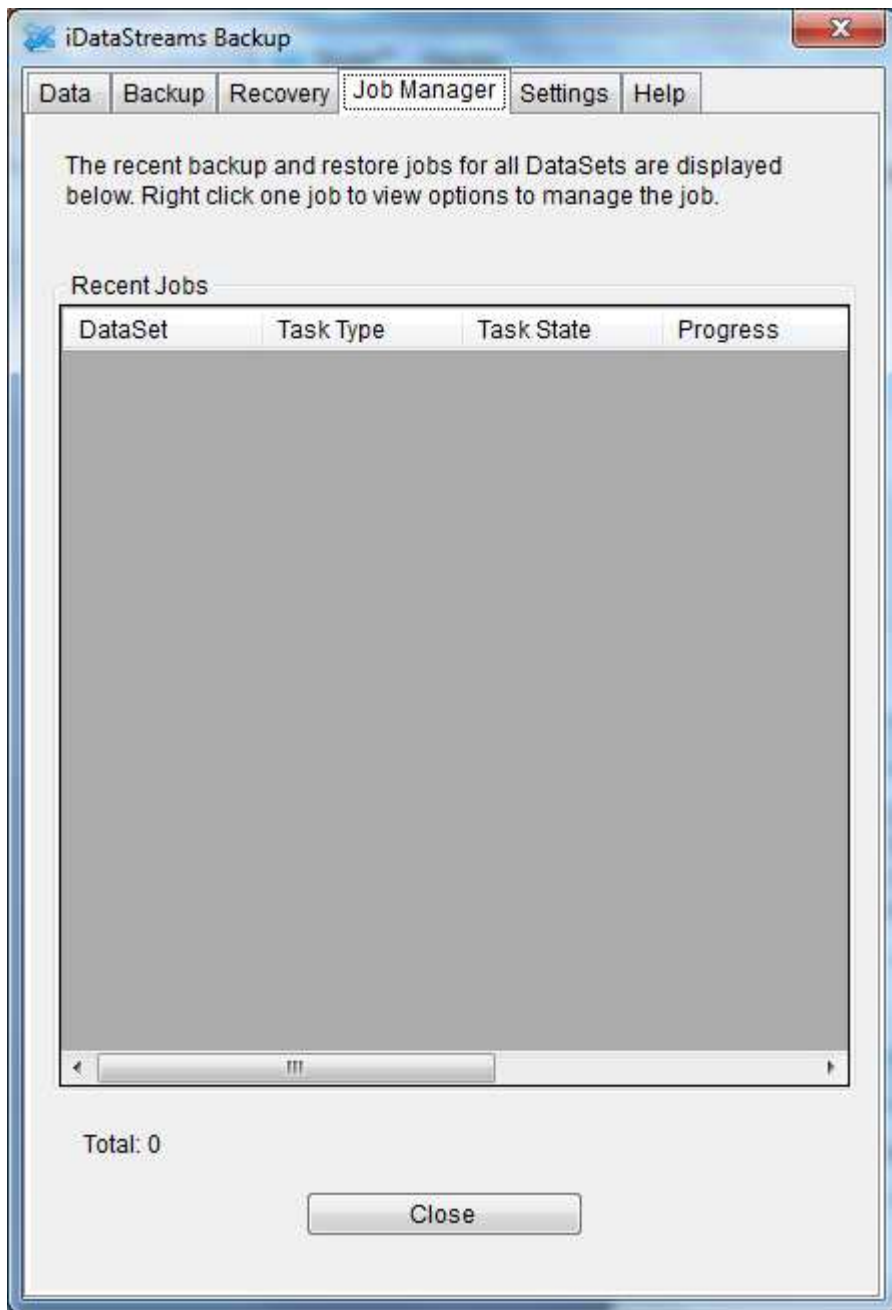 iDataStreams Backup
Data Backup Recovery Job Manager Settings Help
The recent backup and restore jobs for all DataSets are displayed
below. Right click one job to view options to manage the job.
Recent Jobs
DataSet Task Type Task State Progress
Total: 0
Close